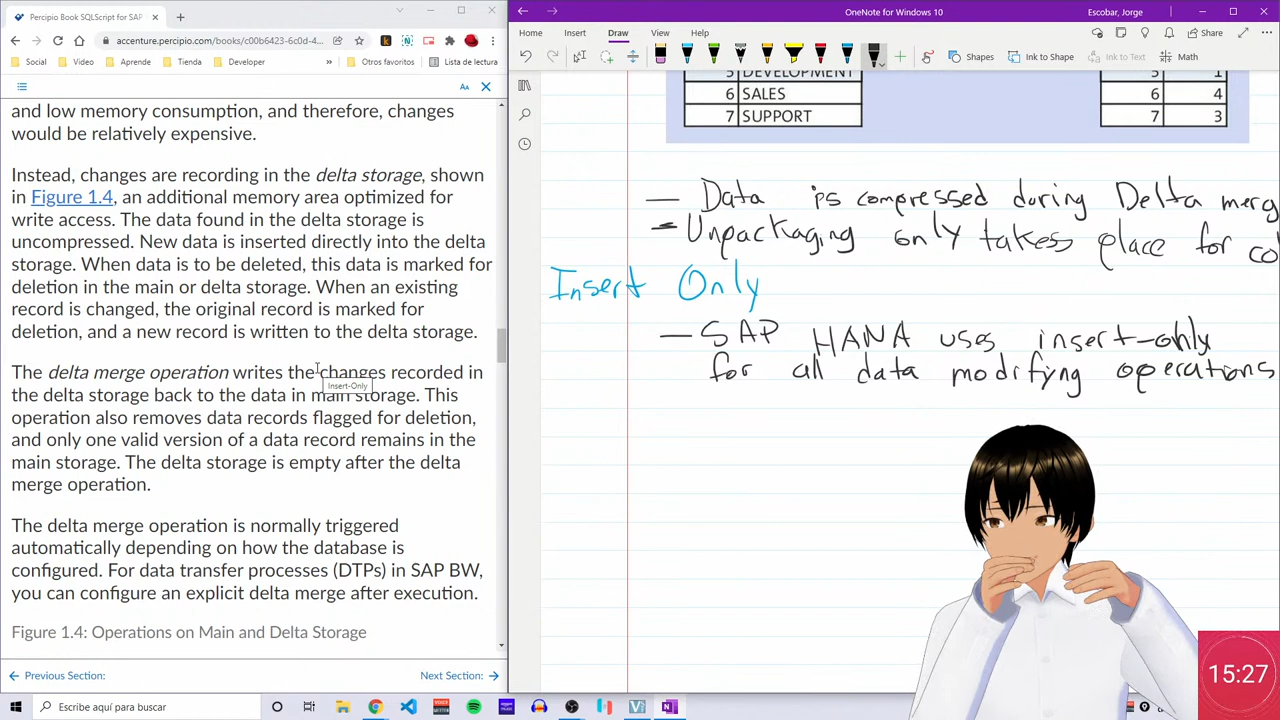 Percipio Book SQLScript for SAP
accenture.percipio.com/books/c00b6423-6c0d-4...
Social
Video
Aprende
Tienda
Developer
Otros favoritos
Lista de lectura
AA
and low memory consumption, and therefore, changes
would be relatively expensive.
Instead, changes are recording in the delta storage, shown
in Figure 1.4, an additional memory area optimized for
write access. The data found in the delta storage is
uncompressed. New data is inserted directly into the delta
storage. When data is to be deleted, this data is marked for
deletion in the main or delta storage. When an existing
record is changed, the original record is marked for
deletion, and a new record is written to the delta storage.
The delta merge operation writes the changes recorded in
Insert-Only
the delta storage back to the data in main storage. This
operation also removes data records flagged for deletion,
and only one valid version of a data record remains in the
main storage. The delta storage is empty after the delta
merge operation.
The delta merge operation is normally triggered
automatically depending on how the database is
configured. For data transfer processes (DTPs) in SAP BW,
you can configure an explicit delta merge after execution.
Figure 1.4: Operations on Main and Delta Storage
Previous Section:
Next Section:
OneNote for Windows 10
Escobar, Jorge
Home
Insert
Draw
View
Help
Share
Shapes
Ink to Shape
Ink to Text
Math
5 DEVELOPMENT
6 SALES
7 SUPPORT
5 1
6 4
7 3
— Data is compressed during Delta merg
– Unpackaging only takes place for co
Insert Only
— SAP HANA uses insert-only
for all data modifying operations
15:27
Escribe aquí para buscar